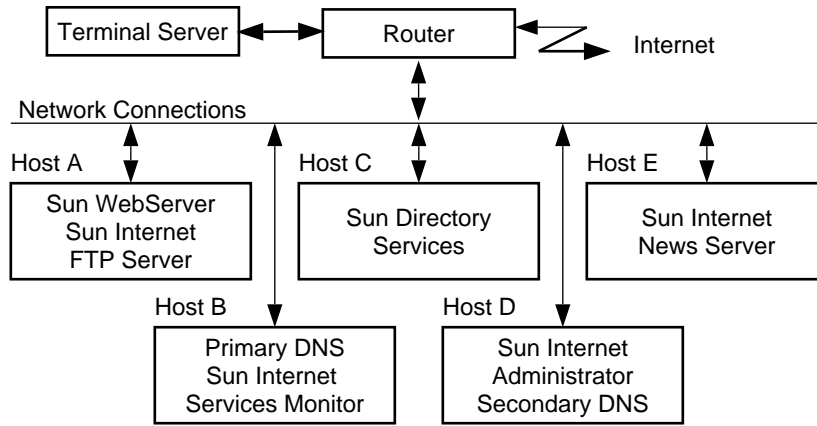 Terminal Server
Router
Internet
Network Connections
Host A
Host C
Host E
Sun WebServer
Sun Internet
FTP Server
Sun Directory
Services
Sun Internet
News Server
Host B
Host D
Primary DNS
Sun Internet
Services Monitor
Sun Internet
Administrator
Secondary DNS